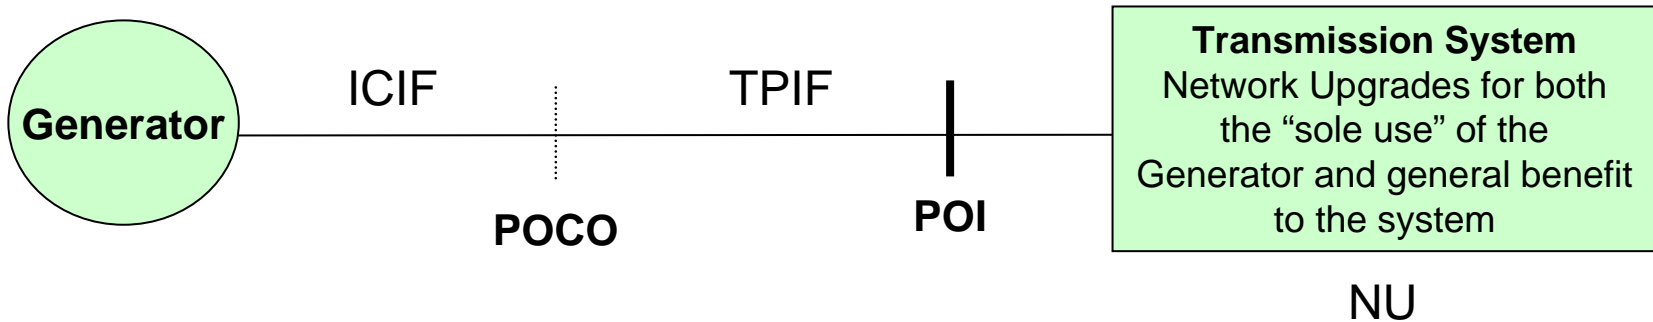 Generator
ICIF
POCO
TPIF
POI
Transmission System
Network Upgrades for both
the “sole use” of the
Generator and general benefit
to the system
NU